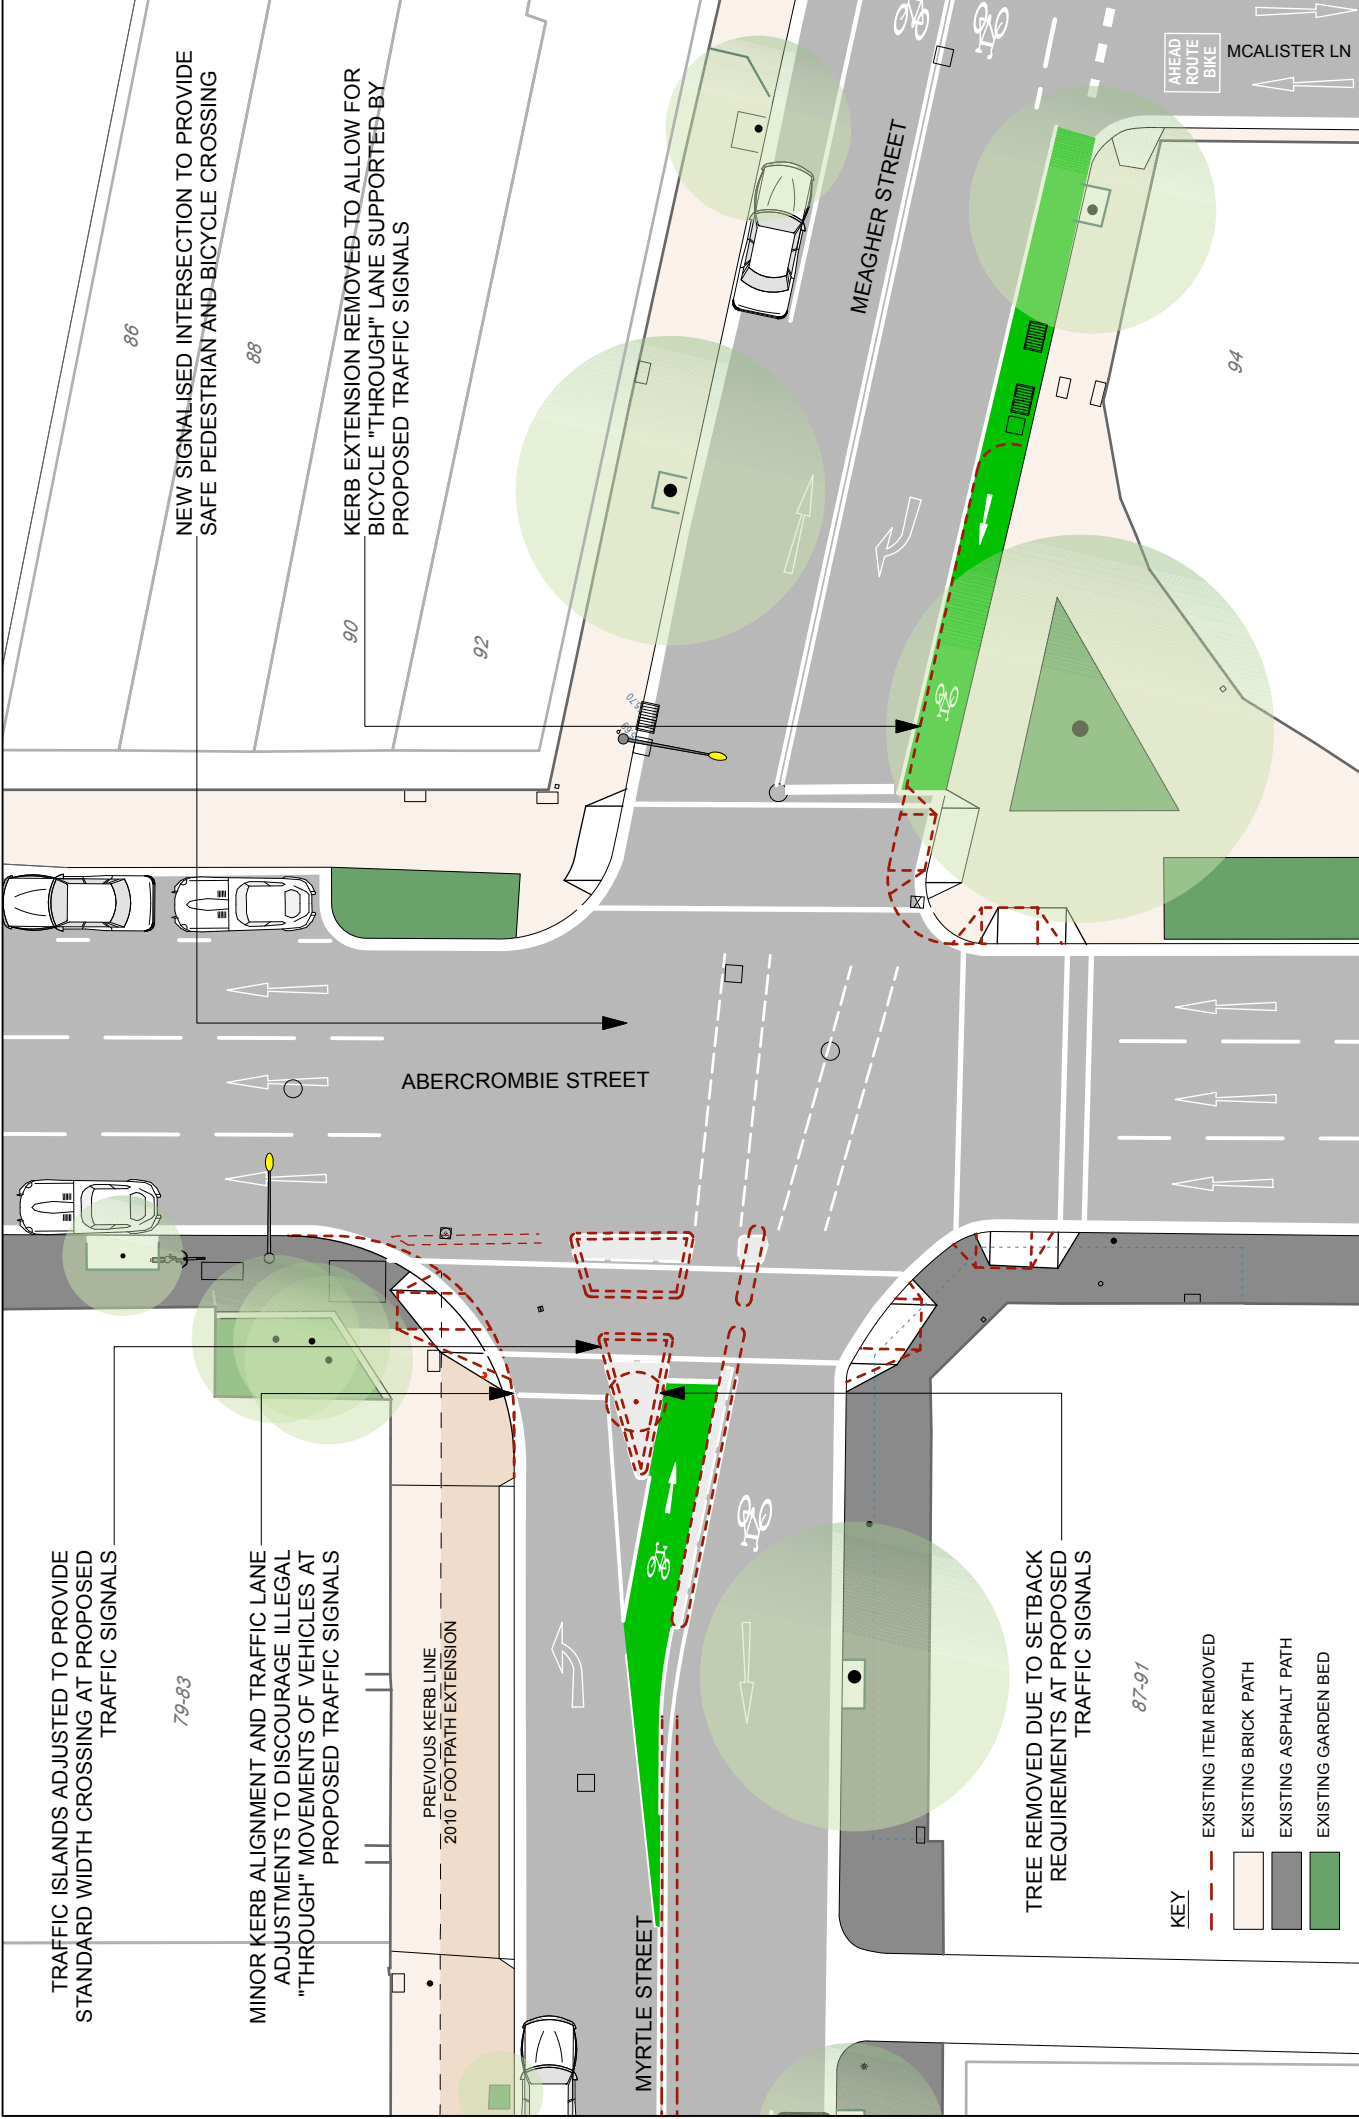 TRAFFIC ISLANDS ADJUSTED TO PROVIDE
STANDARD WIDTH CROSSING AT PROPOSED
TRAFFIC SIGNALS
79-83
MINOR KERB ALIGNMENT AND TRAFFIC LANE
ADJUSTMENTS TO DISCOURAGE ILLEGAL
"THROUGH" MOVEMENTS OF VEHICLES AT
PROPOSED TRAFFIC SIGNALS
PREVIOUS KERB LINE
2010 FOOTPATH EXTENSION
MYRTLE STREET
NEW SIGNALISED INTERSECTION TO PROVIDE
SAFE PEDESTRIAN AND BICYCLE CROSSING
86
88
KERB EXTENSION REMOVED TO ALLOW FOR
BICYCLE "THROUGH" LANE SUPPORTED BY
PROPOSED TRAFFIC SIGNALS
90
92
MEAGHER STREET
AHEAD
ROUTE
BIKE
MCALISTER LN
94
ABERCROMBIE STREET
TREE REMOVED DUE TO SETBACK
REQUIREMENTS AT PROPOSED
TRAFFIC SIGNALS
87-91
KEY
EXISTING ITEM REMOVED
EXISTING BRICK PATH
EXISTING ASPHALT PATH
EXISTING GARDEN BED